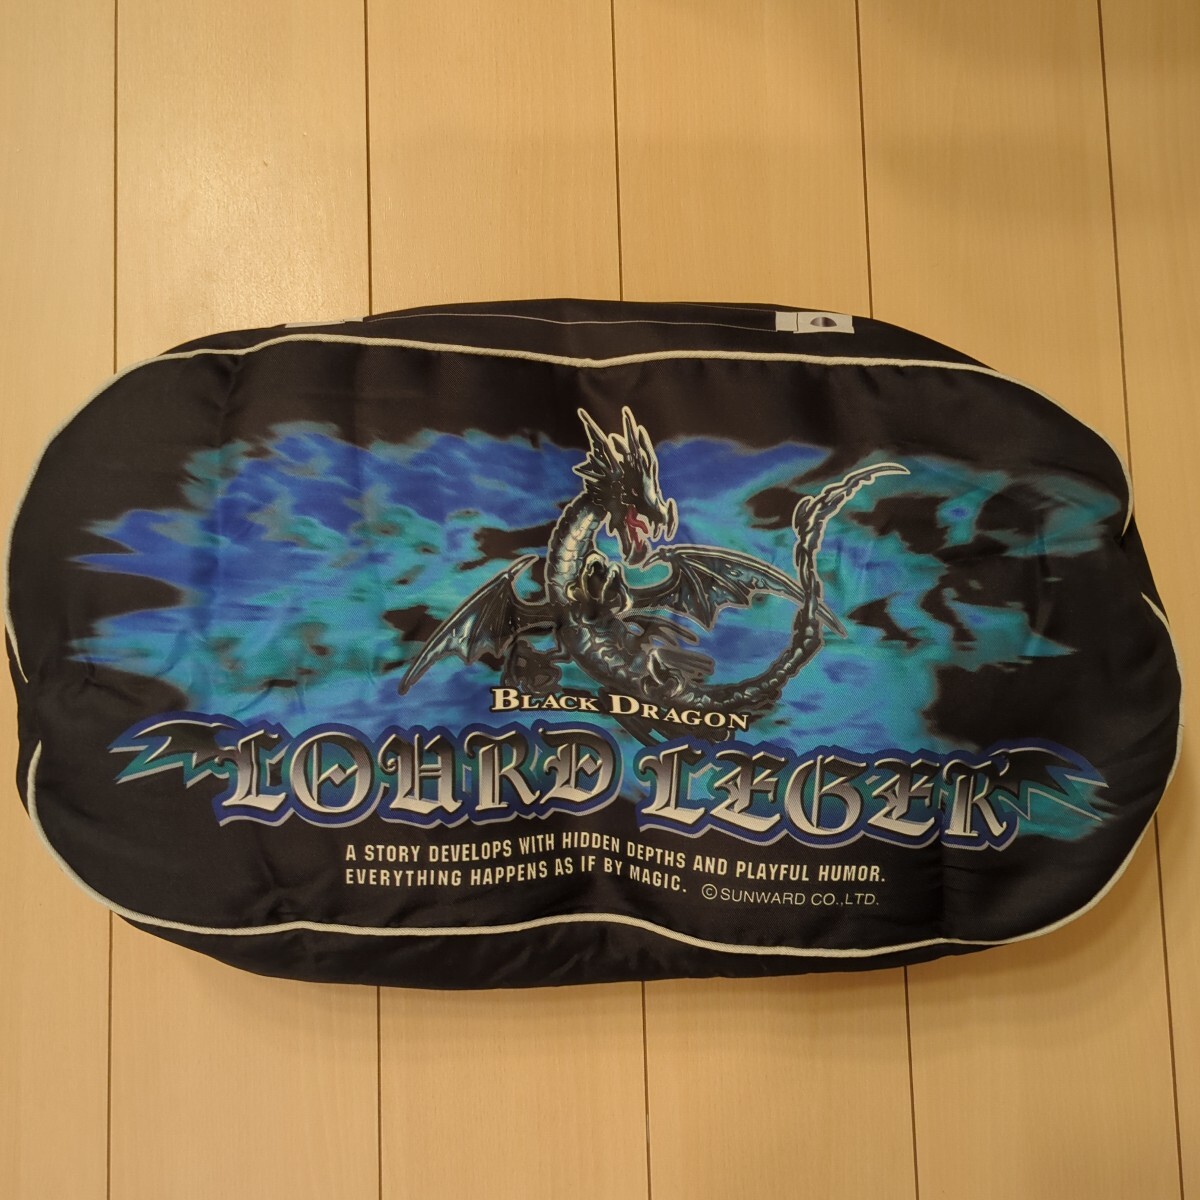 BLACK DRAGON
LOURD LEGER
A STORY DEVELOPS WITH HIDDEN DEPTHS AND PLAYFUL HUMOR.
EVERYTHING HAPPENS AS IF BY MAGIC. ©SUNWARD CO.,LTD.